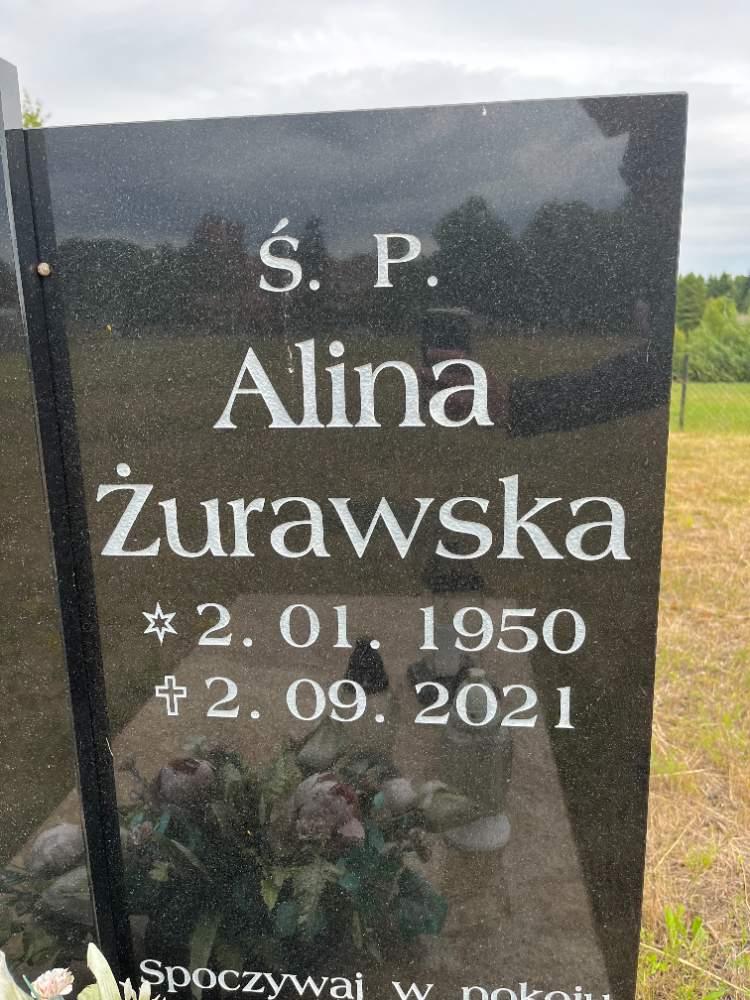 Ś. P.
Alina
Żurawska
✡ 2. 01. 1950
✝ 2. 09. 2021
Spoczywaj w pokoju